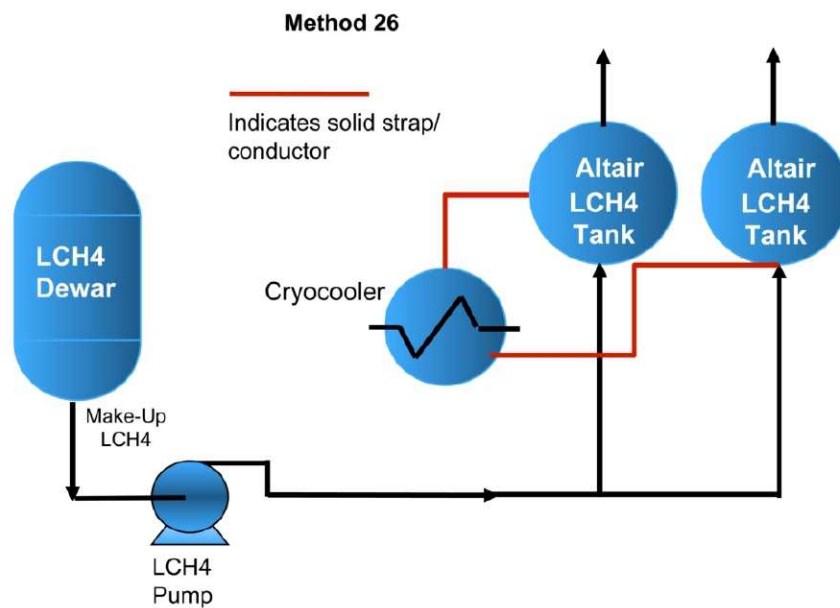 Method 26
Indicates solid strap/
conductor
Altair
LCH4
Tank
Altair
LCH4
Tank
LCH4
Dewar
Cryocooler
Make-Up
LCH4
LCH4
Pump